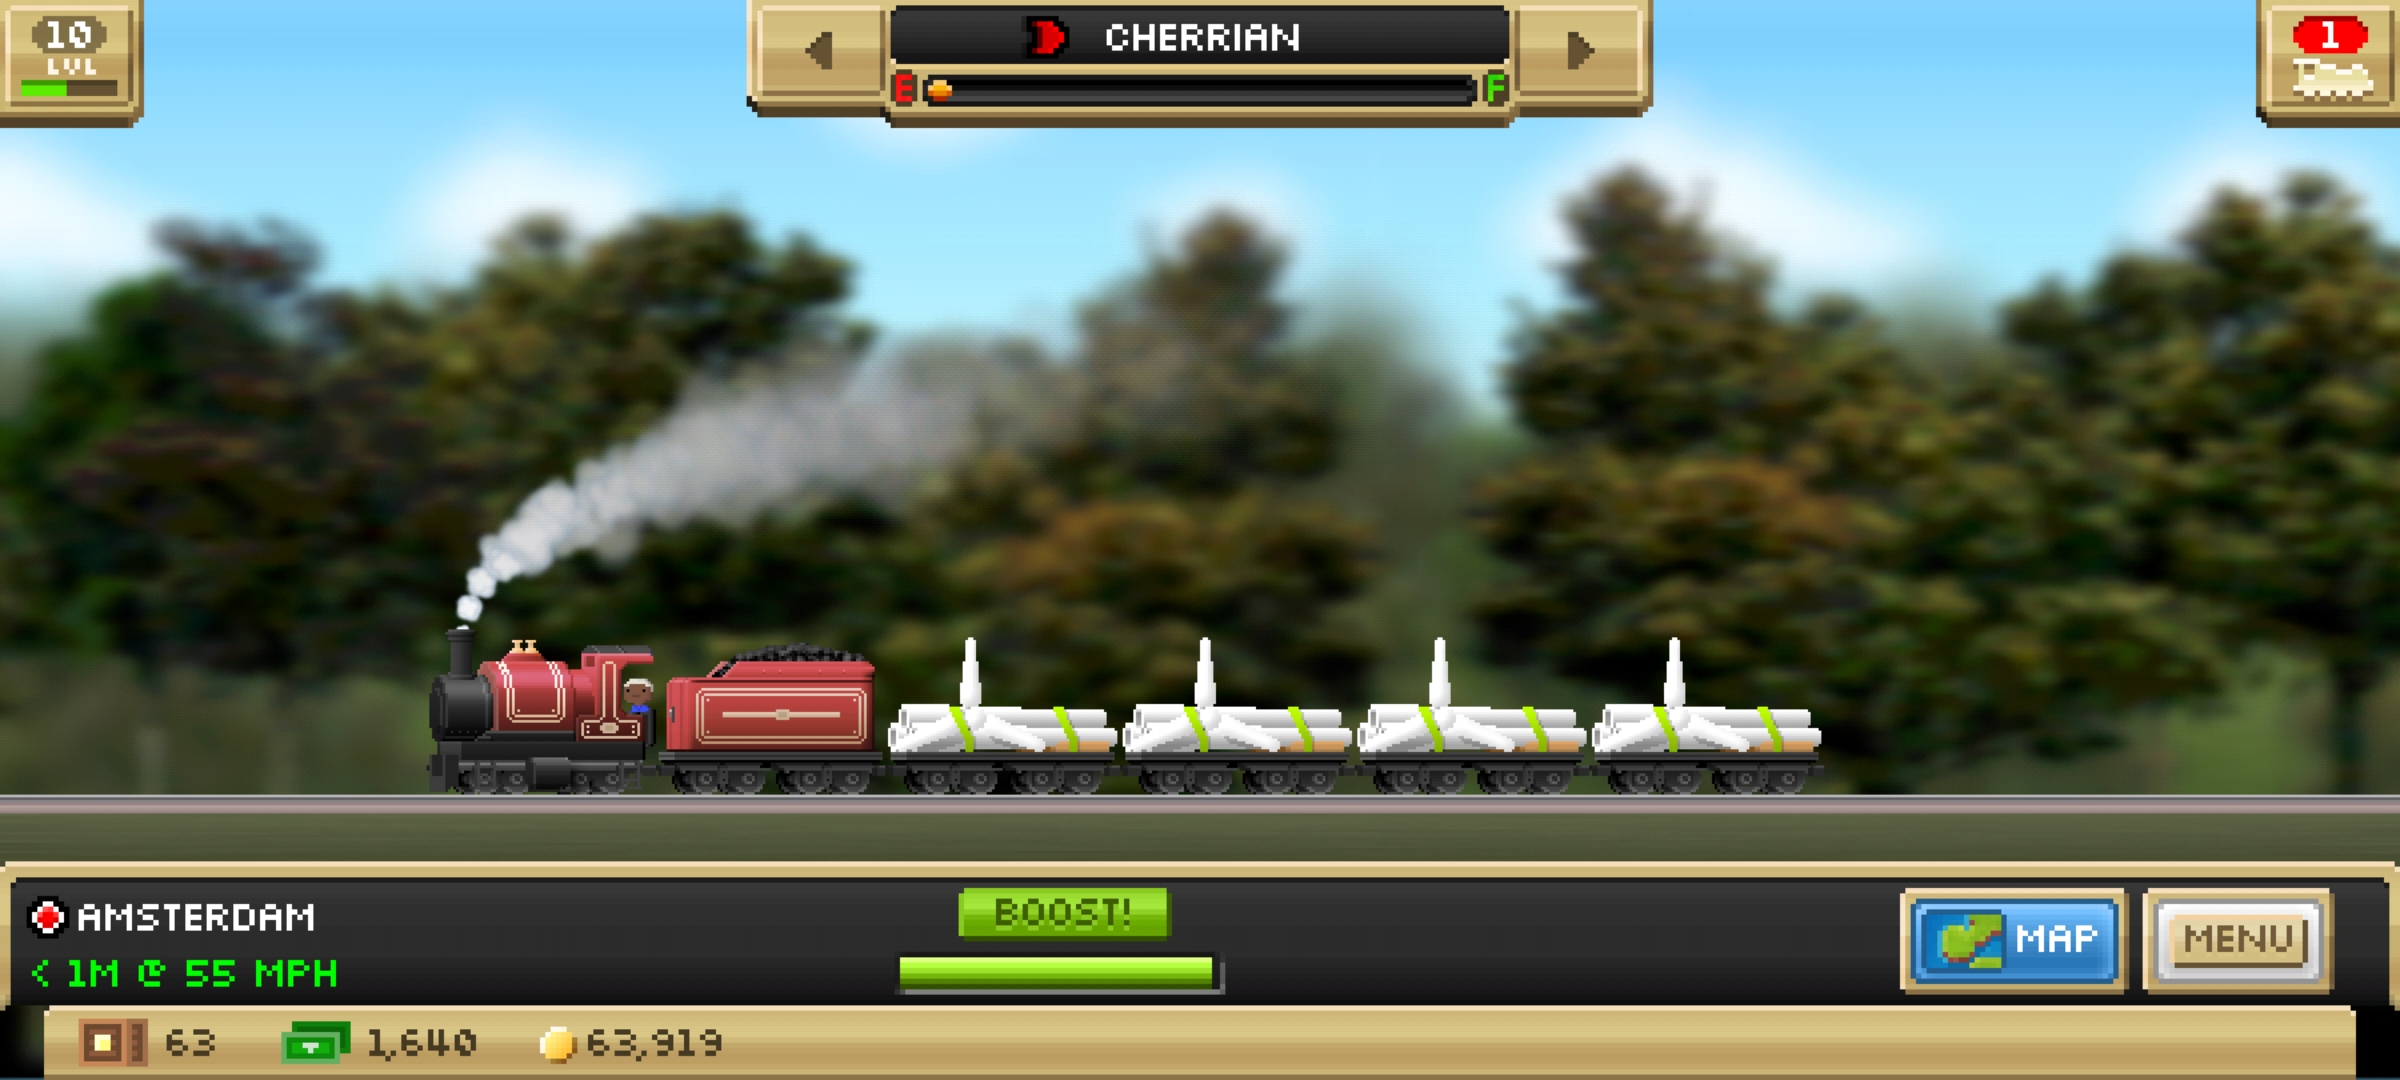 10
LVL
CHERRIAN
E F
1
AMSTERDAM
< 1M @ 55 MPH
BOOST!
MAP
MENU
63 1,640 63,919